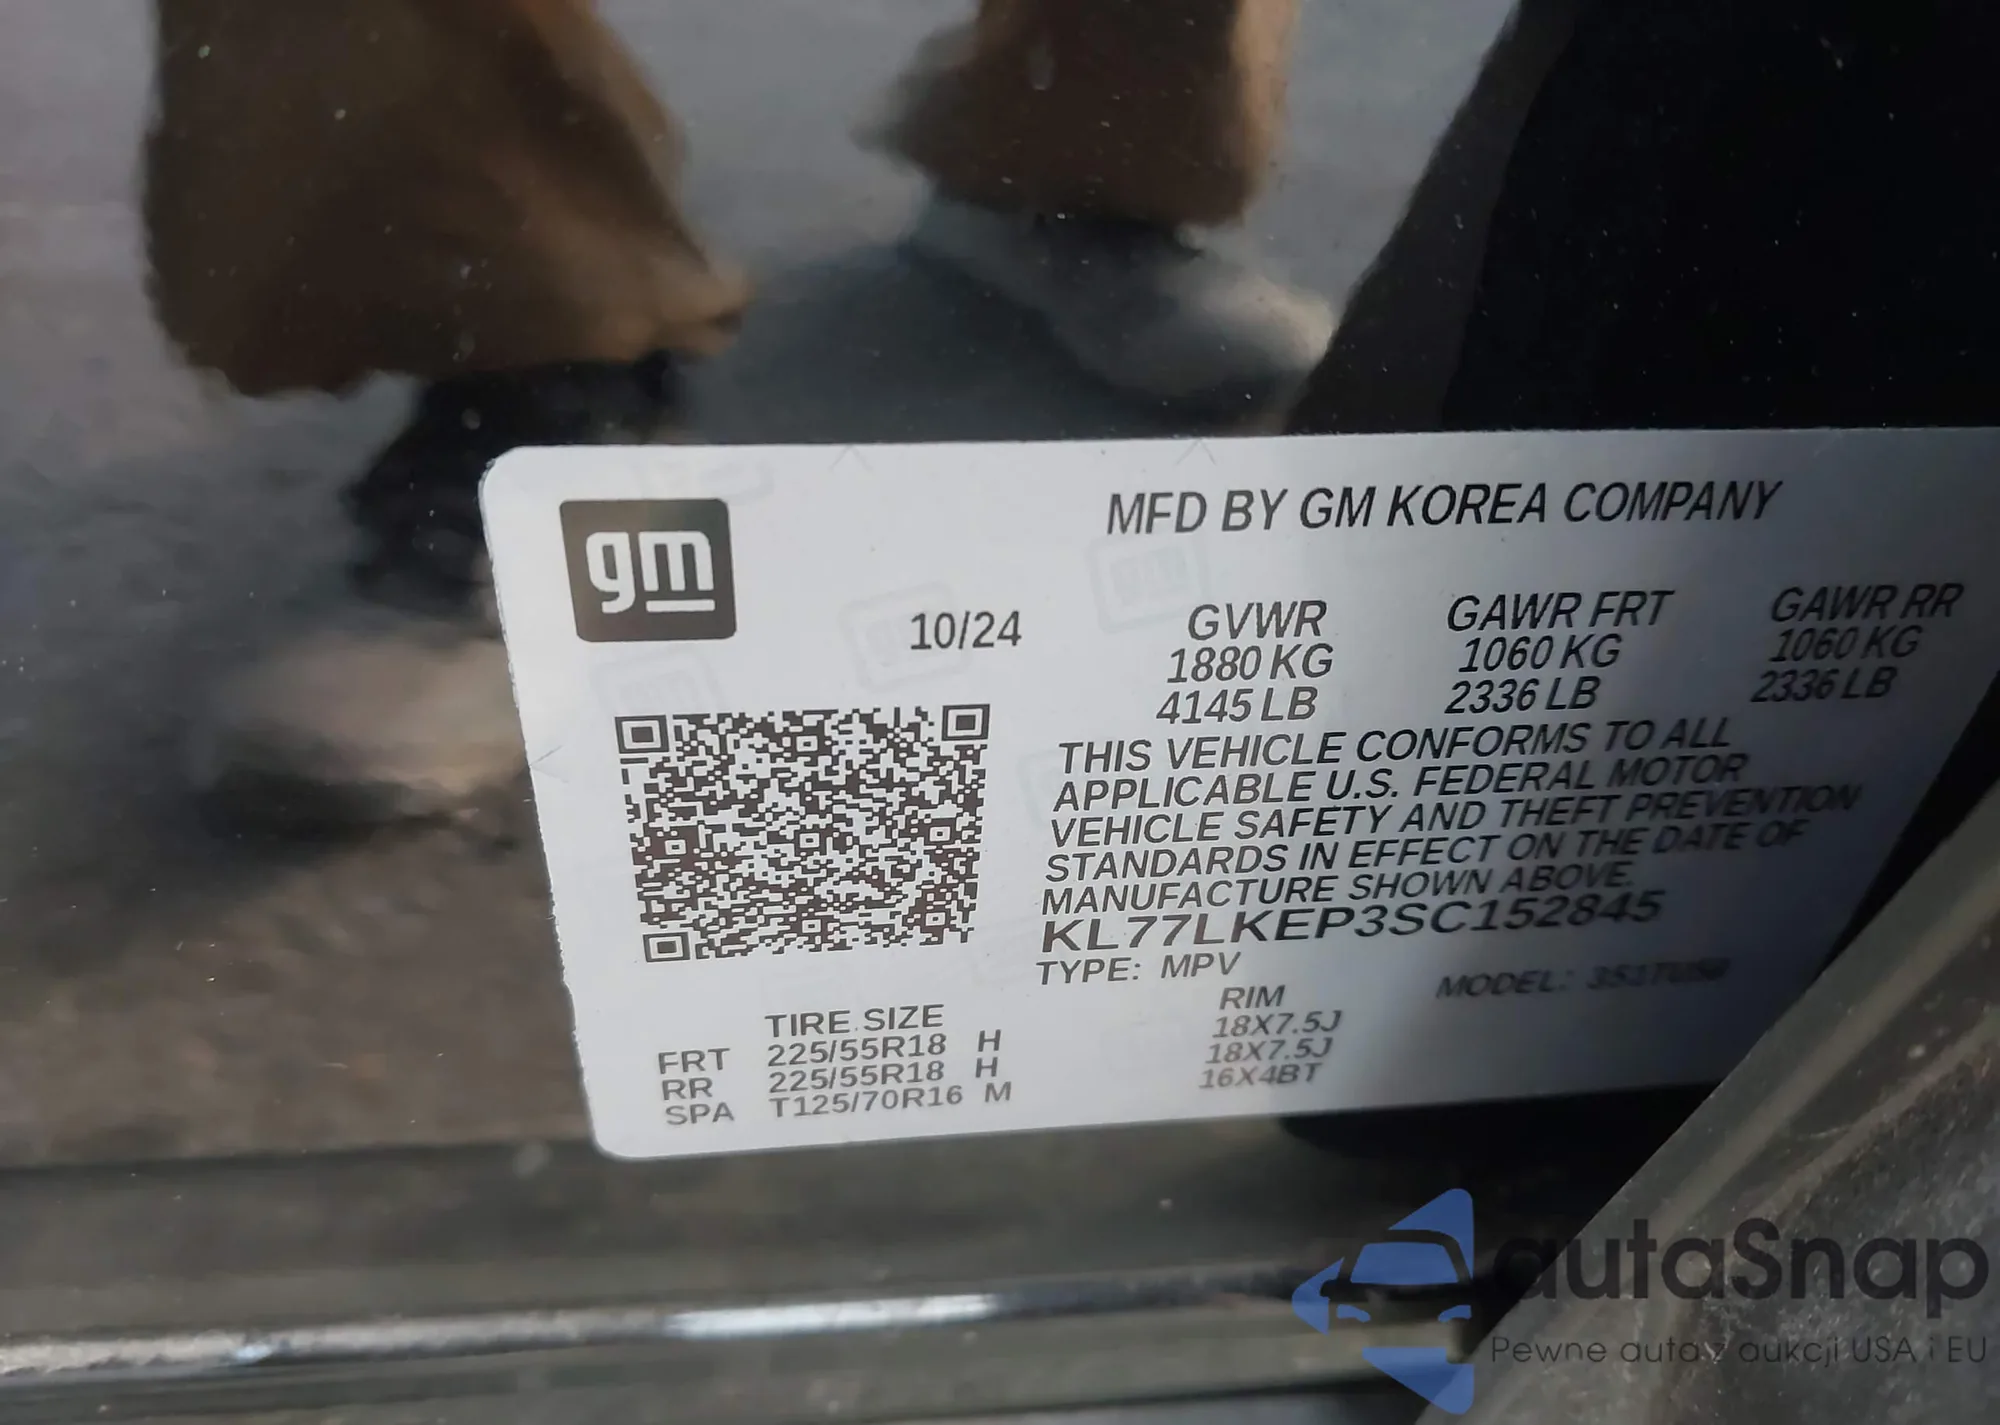 gm
MFD BY GM KOREA COMPANY
10/24
GVWR GAWR FRT GAWR RR
1880 KG 1060 KG 1060 KG
4145 LB 2336 LB 2336 LB
THIS VEHICLE CONFORMS TO ALL
APPLICABLE U.S. FEDERAL MOTOR
VEHICLE SAFETY AND THEFT PREVENTION
STANDARDS IN EFFECT ON THE DATE OF
MANUFACTURE SHOWN ABOVE.
KL77LKEP3SC152845
TYPE: MPV MODEL:
TIRE SIZE RIM
FRT 225/55R18 H 18X7.5J
RR 225/55R18 H 18X7.5J
SPA T125/70R16 M 16X4BT
autaSnap
Pewne auta z aukcji USA i EU